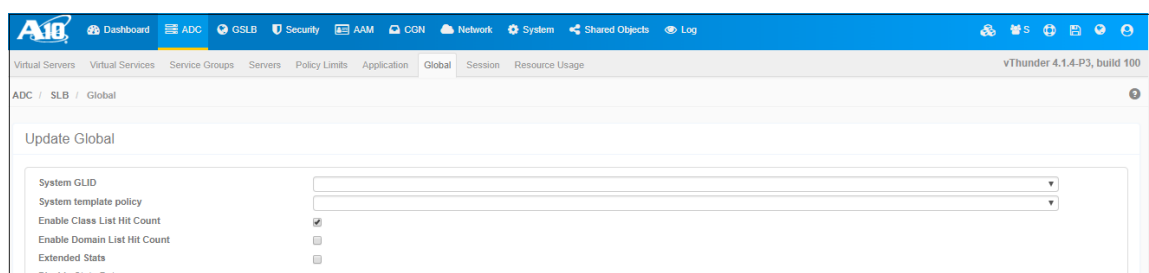 A10 Dashboard ADC GSLB Security AAM CGN Network System Shared Objects Log S
Virtual Servers Virtual Services Service Groups Servers Policy Limits Application Global Session Resource Usage vThunder 4.1.4-P3, build 100
ADC / SLB / Global
Update Global
System GLID
System template policy
Enable Class List Hit Count
Enable Domain List Hit Count
Extended Stats